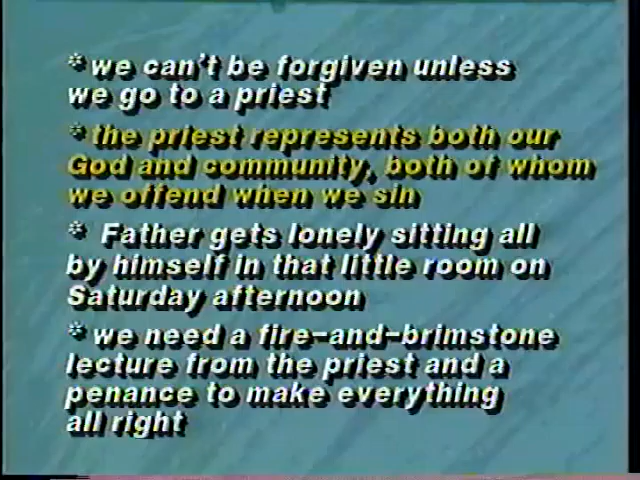 * we can't be forgiven unless
we go to a priest
* the priest represents both our
God and community, both of whom
we offend when we sin
* Father gets lonely sitting all
by himself in that little room on
Saturday afternoon
* we need a fire-and-brimstone
lecture from the priest and a
penance to make everything
all right